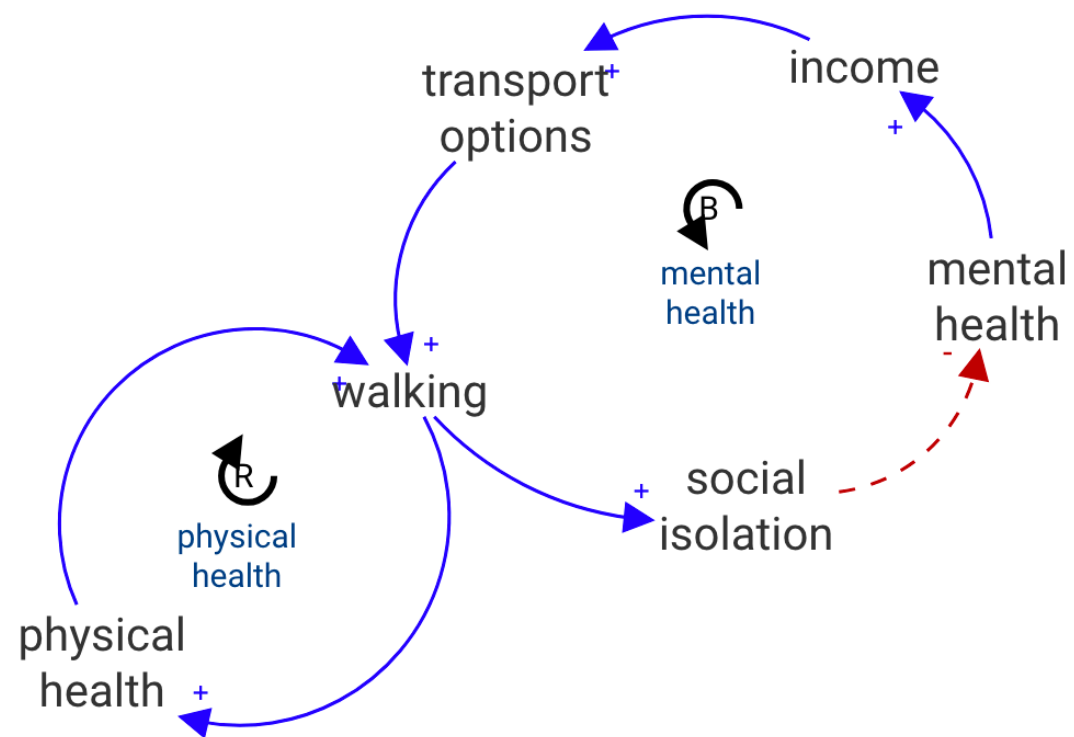 income
transport
+
options
+
B
mental
health
mental
health
-
+
+
walking
R
physical
health
social
+
isolation
physical
health
+